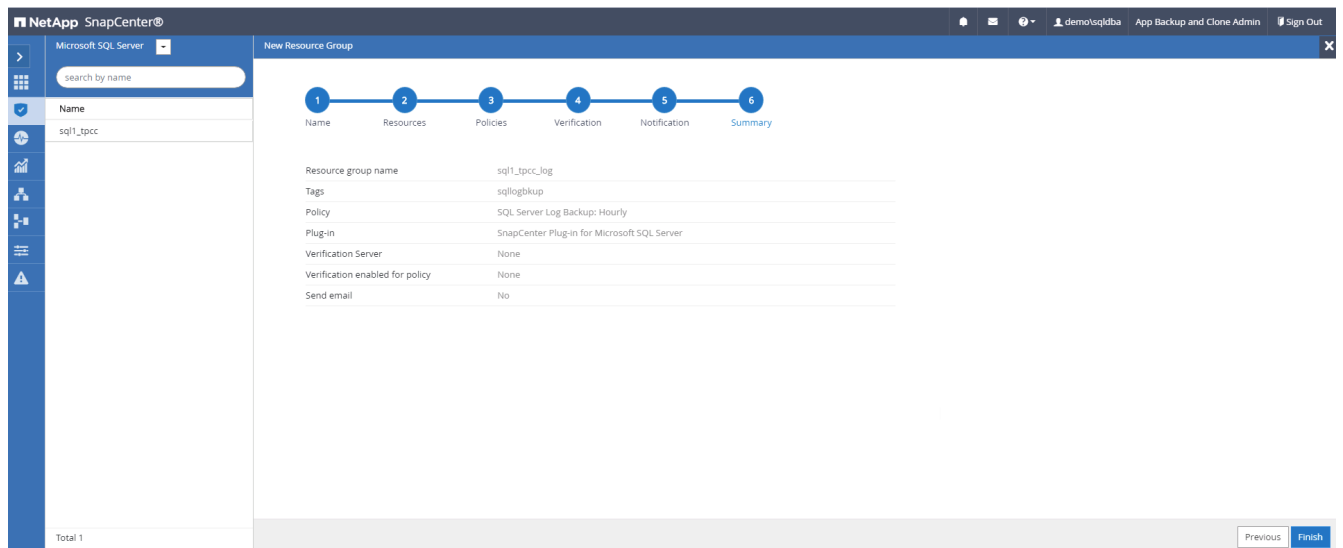 NetApp SnapCenter®
demo\sqldba App Backup and Clone Admin Sign Out
Microsoft SQL Server
New Resource Group
search by name
Name
sql1_tpcc
1 2 3 4 5 6
Name Resources Policies Verification Notification Summary
Resource group name sql1_tpcc_log
Tags sqllogbkup
Policy SQL Server Log Backup: Hourly
Plug-in SnapCenter Plug-in for Microsoft SQL Server
Verification Server None
Verification enabled for policy None
Send email No
Total 1
Previous Finish